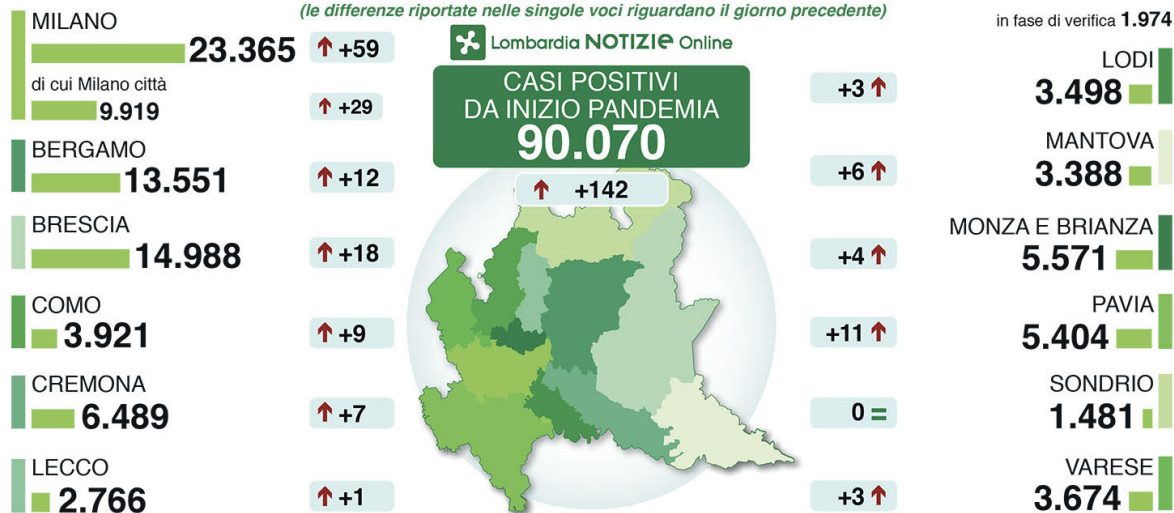 (le differenze riportate nelle singole voci riguardano il giorno precedente)
Lombardia NOTIZIE Online
CASI POSITIVI
DA INIZIO PANDEMIA
90.070
+142
MILANO
23.365 +59
di cui Milano città
9.919 +29
BERGAMO
13.551 +12
BRESCIA
14.988 +18
COMO
3.921 +9
CREMONA
6.489 +7
LECCO
2.766 +1
in fase di verifica 1.974
LODI
+3 3.498
MANTOVA
+6 3.388
MONZA E BRIANZA
+4 5.571
PAVIA
+11 5.404
SONDRIO
0 = 1.481
VARESE
+3 3.674